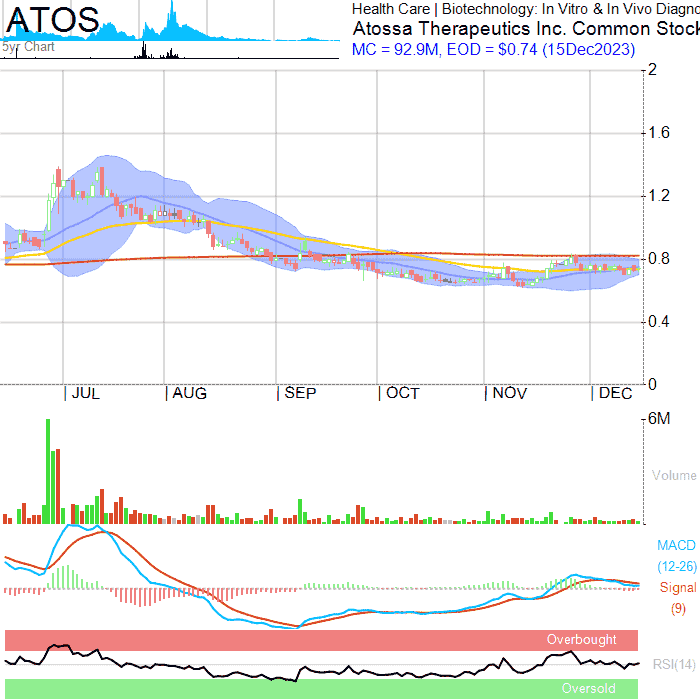 ATOS
5yr Chart
Health Care | Biotechnology: In Vitro & In Vivo Diagno
Atossa Therapeutics Inc. Common Stock
MC = 92.9M, EOD = $0.74 (15Dec2023)
2
1.6
1.2
0.8
0.4
0
JUL
AUG
SEP
OCT
NOV
DEC
6M
Volume
MACD
(12-26)
Signal
(9)
Overbought
RSI(14)
Oversold